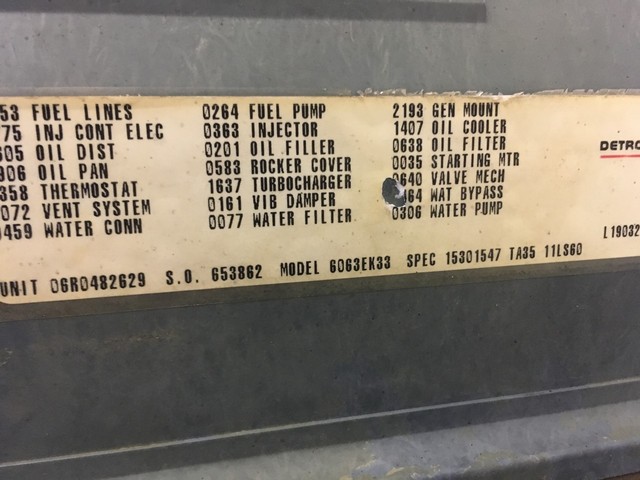 53 FUEL LINES 0264 FUEL PUMP 2193 GEN MOUNT
75 INJ CONT ELEC 0363 INJECTOR 1407 OIL COOLER
605 OIL DIST 0201 OIL FILLER 0638 OIL FILTER DETRO
906 OIL PAN 0583 ROCKER COVER 0035 STARTING MTR
358 THERMOSTAT 1637 TURBOCHARGER 640 VALVE MECH
072 VENT SYSTEM 0161 VIB DAMPER 64 WAT BYPASS
459 WATER CONN 0077 WATER FILTER 0306 WATER PUMP
L19032
UNIT 06R0482629 S.O. 653862 MODEL 6063EK33 SPEC 15301547 TA35 11LS60